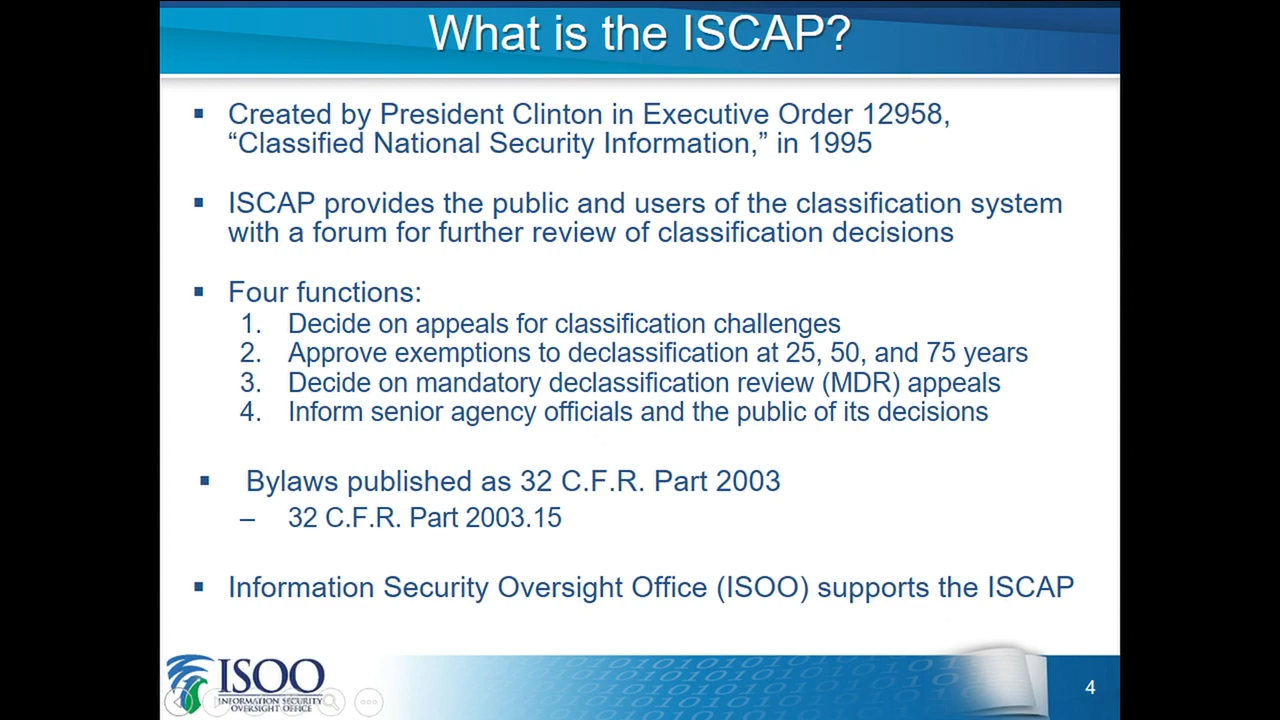 What is the ISCAP?
▪ Created by President Clinton in Executive Order 12958,
“Classified National Security Information,” in 1995
▪ ISCAP provides the public and users of the classification system
with a forum for further review of classification decisions
▪ Four functions:
1. Decide on appeals for classification challenges
2. Approve exemptions to declassification at 25, 50, and 75 years
3. Decide on mandatory declassification review (MDR) appeals
4. Inform senior agency officials and the public of its decisions
▪ Bylaws published as 32 C.F.R. Part 2003
– 32 C.F.R. Part 2003.15
▪ Information Security Oversight Office (ISOO) supports the ISCAP
ISOO
INFORMATION SECURITY
OVERSIGHT OFFICE
4